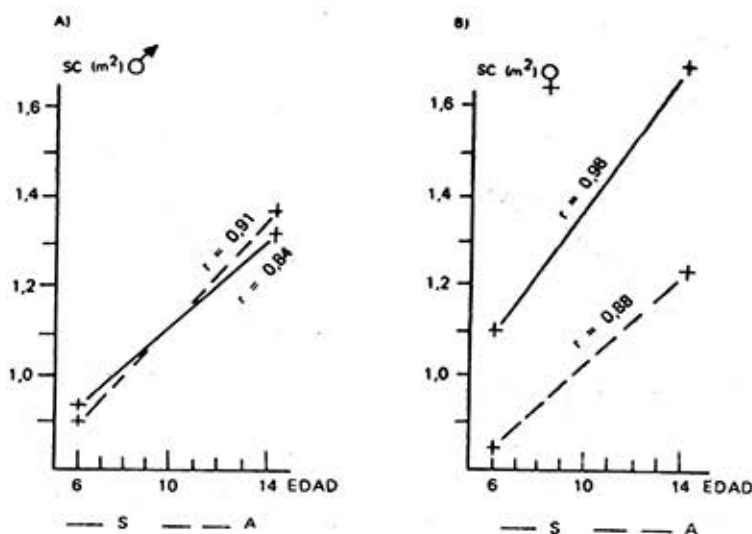 A)
SC (m²) ♂
1,6
1,4
1,2
1,0
r = 0,91
r = 0,84
6 10 14 EDAD
S A
B)
SC (m²) ♀
1,6
1,4
1,2
1,0
r = 0,98
r = 0,88
6 10 14 EDAD
S A